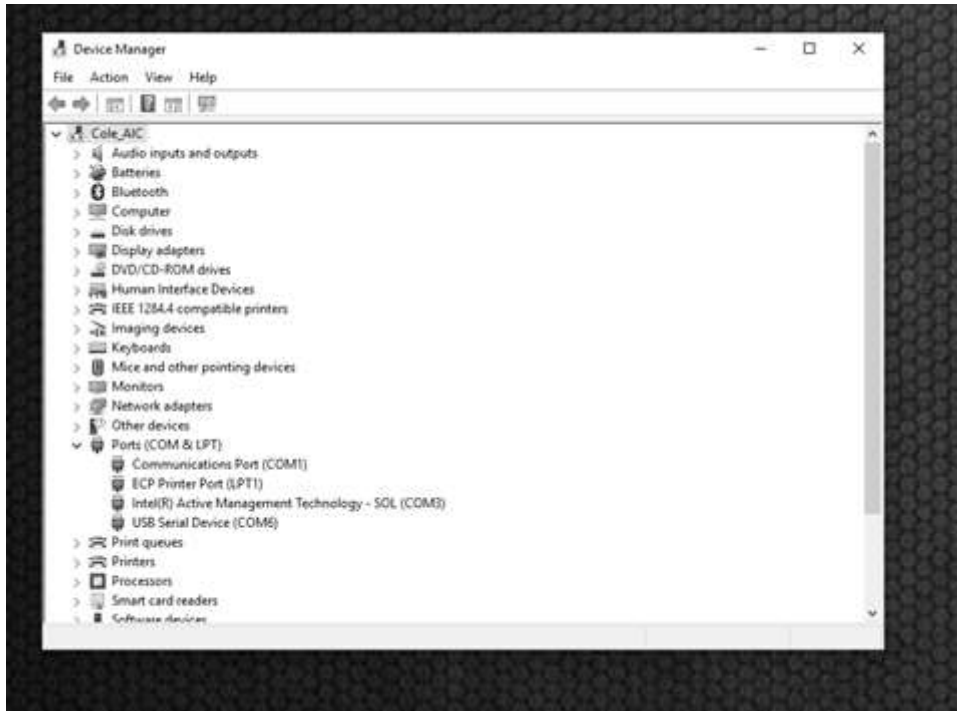 Device Manager
File Action View Help
Cole_AIC
Audio inputs and outputs
Batteries
Bluetooth
Computer
Disk drives
Display adapters
DVD/CD-ROM drives
Human Interface Devices
IEEE 1284.4 compatible printers
Imaging devices
Keyboards
Mice and other pointing devices
Monitors
Network adapters
Other devices
Ports (COM & LPT)
Communications Port (COM1)
ECP Printer Port (LPT1)
Intel(R) Active Management Technology - SOL (COM3)
USB Serial Device (COM6)
Print queues
Printers
Processors
Smart card readers
Software devices